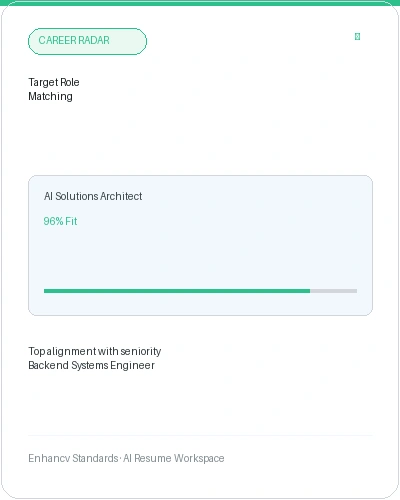 CAREER RADAR
Target Role
Matching
AI Solutions Architect
96% Fit
Top alignment with seniority
Backend Systems Engineer
Enhancv Standards · AI Resume Workspace